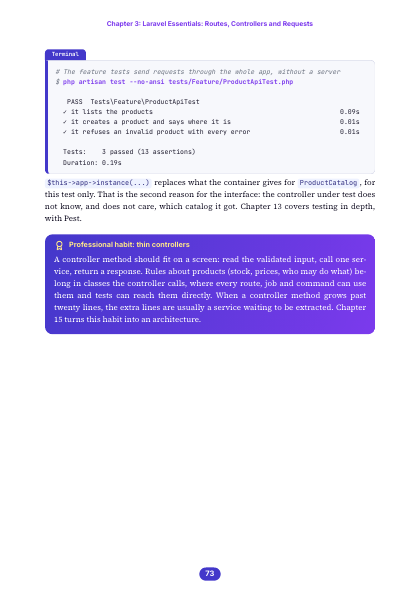 Chapter 3: Laravel Essentials: Routes, Controllers and Requests
Terminal
# The feature tests send requests through the whole app, without a server
$ php artisan test --no-ansi tests/Feature/ProductApiTest.php
PASS  Tests\Feature\ProductApiTest
✓ it lists the products 0.09s
✓ it creates a product and says where it is 0.01s
✓ it refuses an invalid product with every error 0.01s
Tests:    3 passed (13 assertions)
Duration: 0.19s
$this->app->instance(...) replaces what the container gives for ProductCatalog, for
this test only. That is the second reason for the interface: the controller under test does
not know, and does not care, which catalog it got. Chapter 13 covers testing in depth,
with Pest.
Professional habit: thin controllers
A controller method should fit on a screen: read the validated input, call one ser-
vice, return a response. Rules about products (stock, prices, who may do what) be-
long in classes the controller calls, where every route, job and command can use
them and tests can reach them directly. When a controller method grows past
twenty lines, the extra lines are usually a service waiting to be extracted. Chapter
15 turns this habit into an architecture.
73